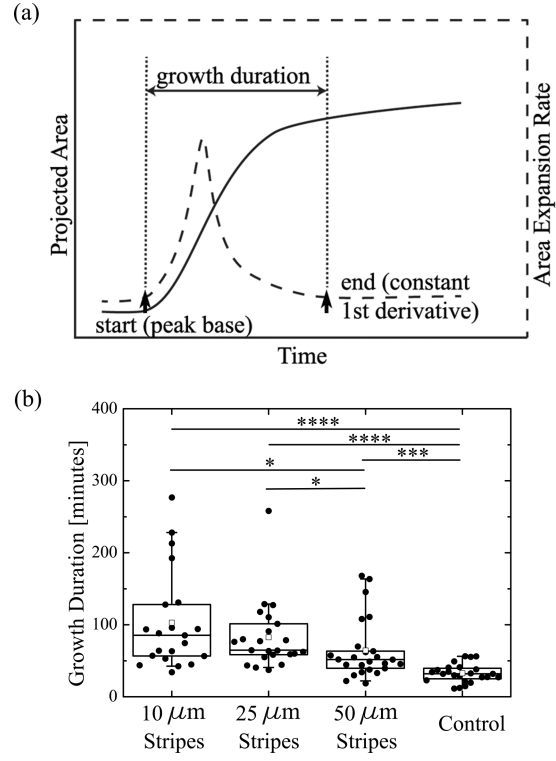 (a)
growth duration
Projected Area
Area Expansion Rate
end (constant
1st derivative)
start (peak base)
Time
(b)
400
300
200
100
0
Growth Duration [minutes]
****
****
***
*
*
10 μm
Stripes
25 μm
Stripes
50 μm
Stripes
Control